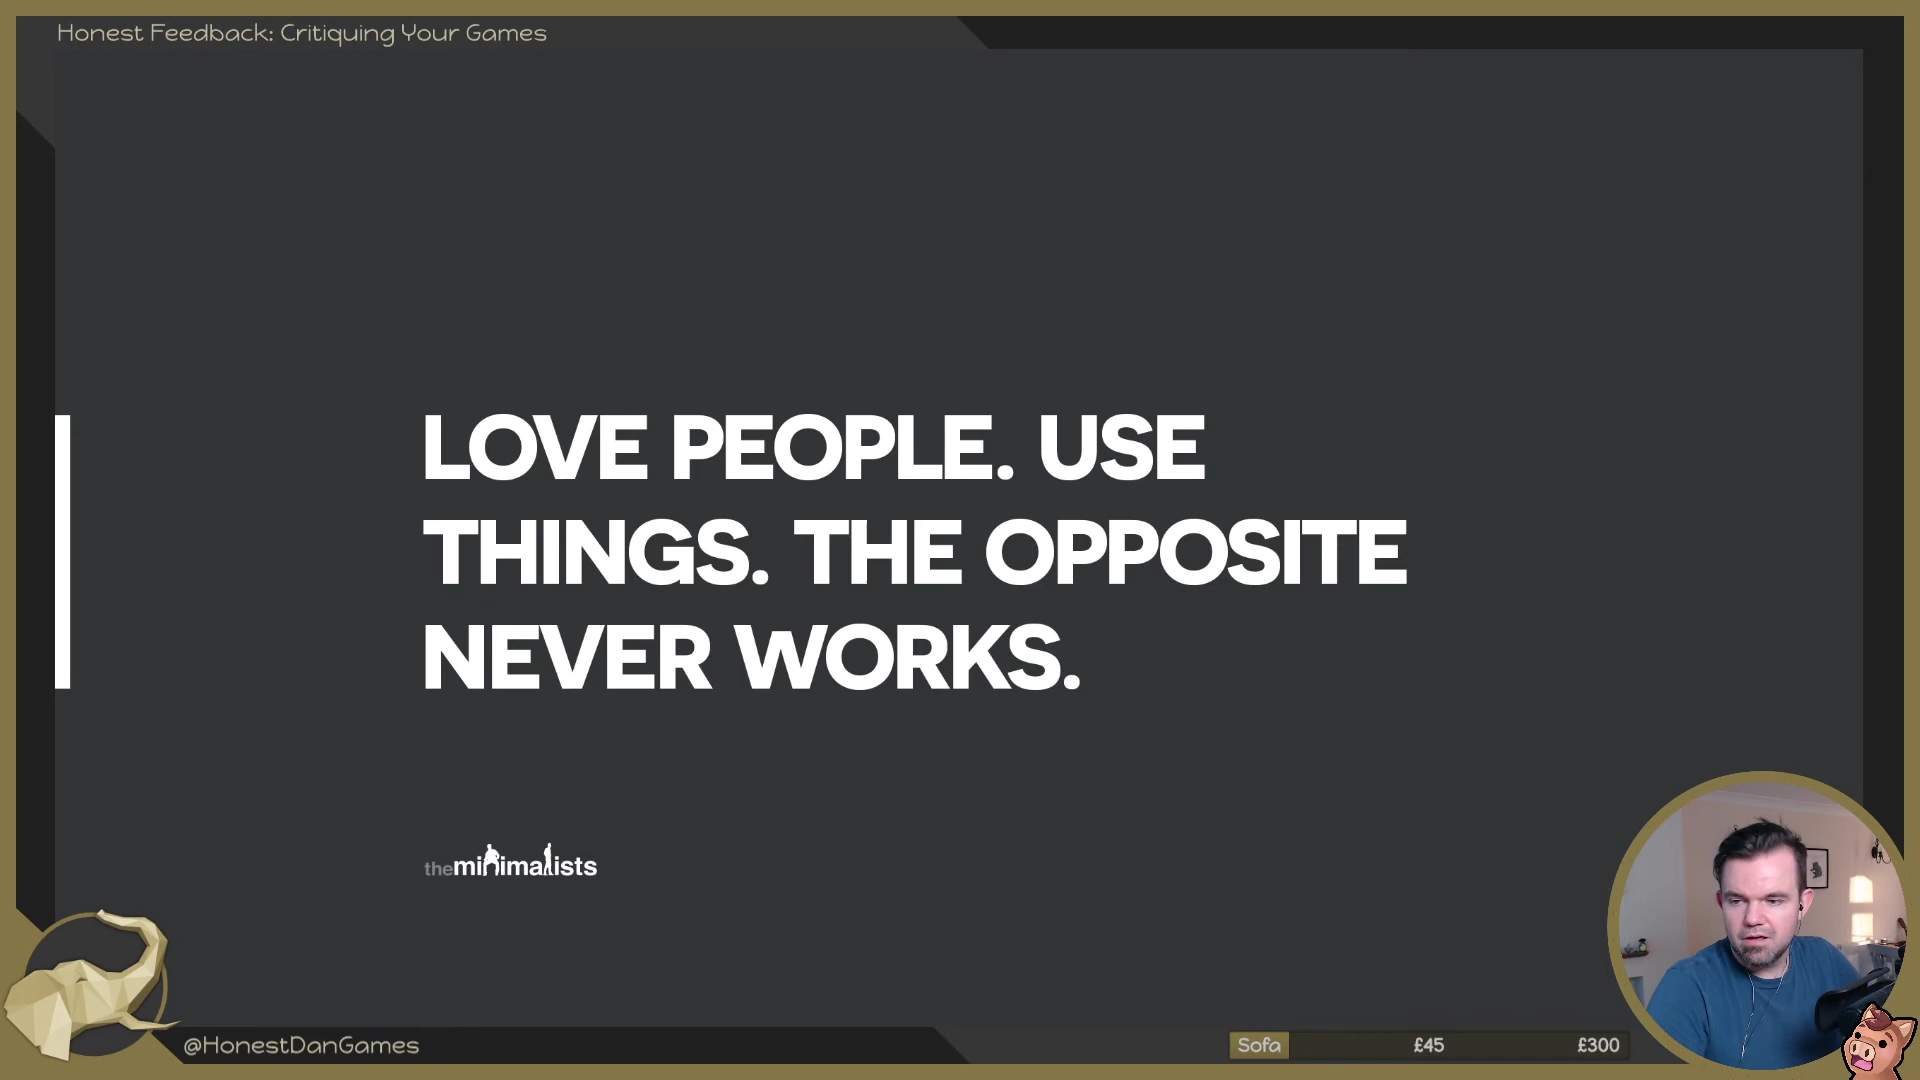 Honest Feedback: Critiquing Your Games
LOVE PEOPLE. USE
THINGS. THE OPPOSITE
NEVER WORKS.
theminimalists
@HonestDanGames
Sofa £45 £300